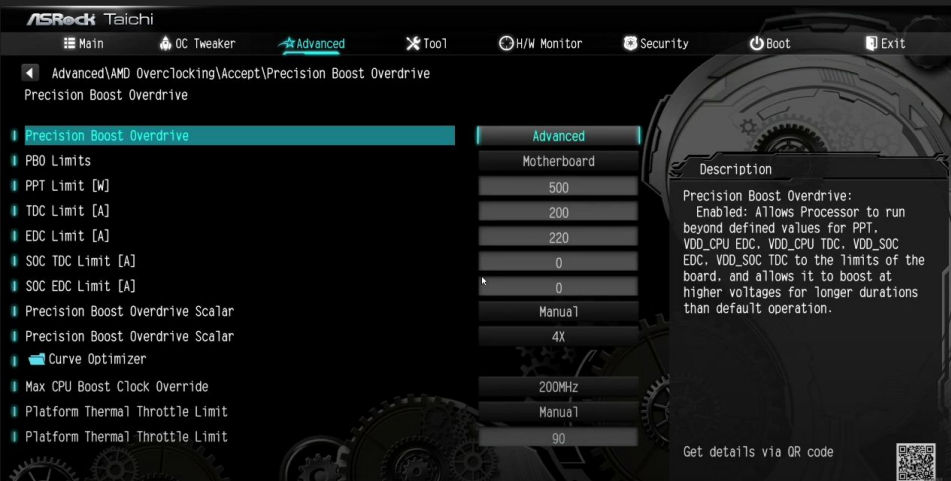 ASRock Taichi
Main OC Tweaker Advanced Tool H/W Monitor Security Boot Exit
Advanced\AMD Overclocking\Accept\Precision Boost Overdrive
Precision Boost Overdrive
Precision Boost Overdrive Advanced
PBO Limits Motherboard
PPT Limit [W] 500
TDC Limit [A] 200
EDC Limit [A] 220
SOC TDC Limit [A] 0
SOC EDC Limit [A] 0
Precision Boost Overdrive Scalar Manual
Precision Boost Overdrive Scalar 4X
Curve Optimizer
Max CPU Boost Clock Override 200MHz
Platform Thermal Throttle Limit Manual
Platform Thermal Throttle Limit 90
Description
Precision Boost Overdrive:
Enabled: Allows Processor to run
beyond defined values for PPT,
VDD_CPU EDC, VDD_CPU TDC, VDD_SOC
EDC, VDD_SOC TDC to the limits of the
board, and allows it to boost at
higher voltages for longer durations
than default operation.
Get details via QR code